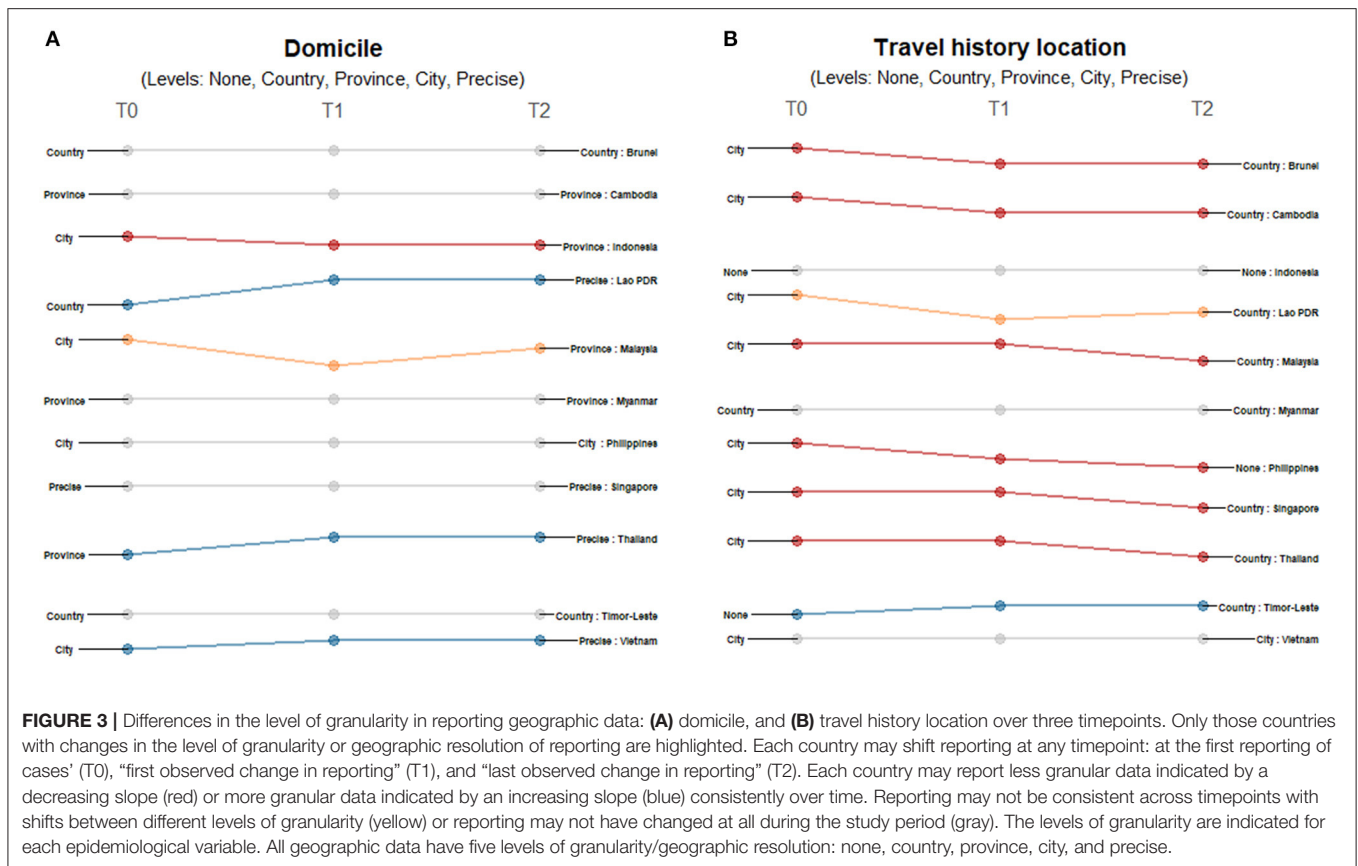 A
Domicile
(Levels: None, Country, Province, City, Precise)
T0 T1 T2
Country Country : Brunei
Province Province : Cambodia
City Province : Indonesia
Precise : Lao PDR
Country
City
Province : Malaysia
Province Province : Myanmar
City City : Philippines
Precise Precise : Singapore
Precise : Thailand
Province
Country Country : Timor-Leste
Precise : Vietnam
City
B
Travel history location
(Levels: None, Country, Province, City, Precise)
T0 T1 T2
City
Country : Brunei
City
Country : Cambodia
None None : Indonesia
City
Country : Lao PDR
City
Country : Malaysia
Country Country : Myanmar
City
None : Philippines
City
Country : Singapore
City
Country : Thailand
Country : Timor-Leste
None
City City : Vietnam
FIGURE 3 | Differences in the level of granularity in reporting geographic data: (A) domicile, and (B) travel history location over three timepoints. Only those countries
with changes in the level of granularity or geographic resolution of reporting are highlighted. Each country may shift reporting at any timepoint: at the first reporting of
cases' (T0), "first observed change in reporting" (T1), and "last observed change in reporting" (T2). Each country may report less granular data indicated by a
decreasing slope (red) or more granular data indicated by an increasing slope (blue) consistently over time. Reporting may not be consistent across timepoints with
shifts between different levels of granularity (yellow) or reporting may not have changed at all during the study period (gray). The levels of granularity are indicated for
each epidemiological variable. All geographic data have five levels of granularity/geographic resolution: none, country, province, city, and precise.